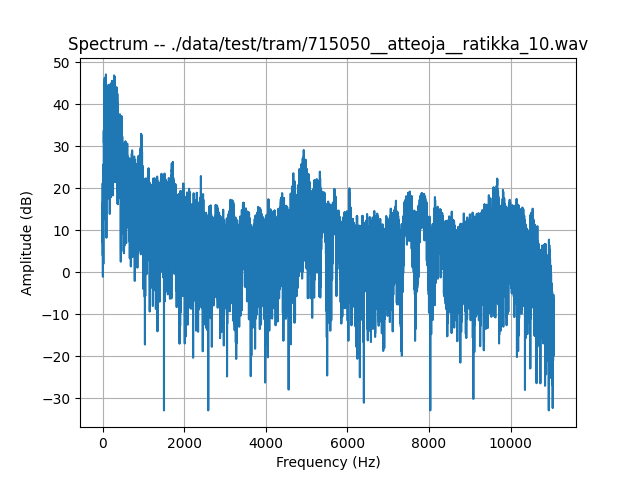 Spectrum -- ./data/test/tram/715050__atteoja__ratikka_10.wav
50
40
30
20
10
0
−10
−20
−30
Amplitude (dB)
0 2000 4000 6000 8000 10000
Frequency (Hz)